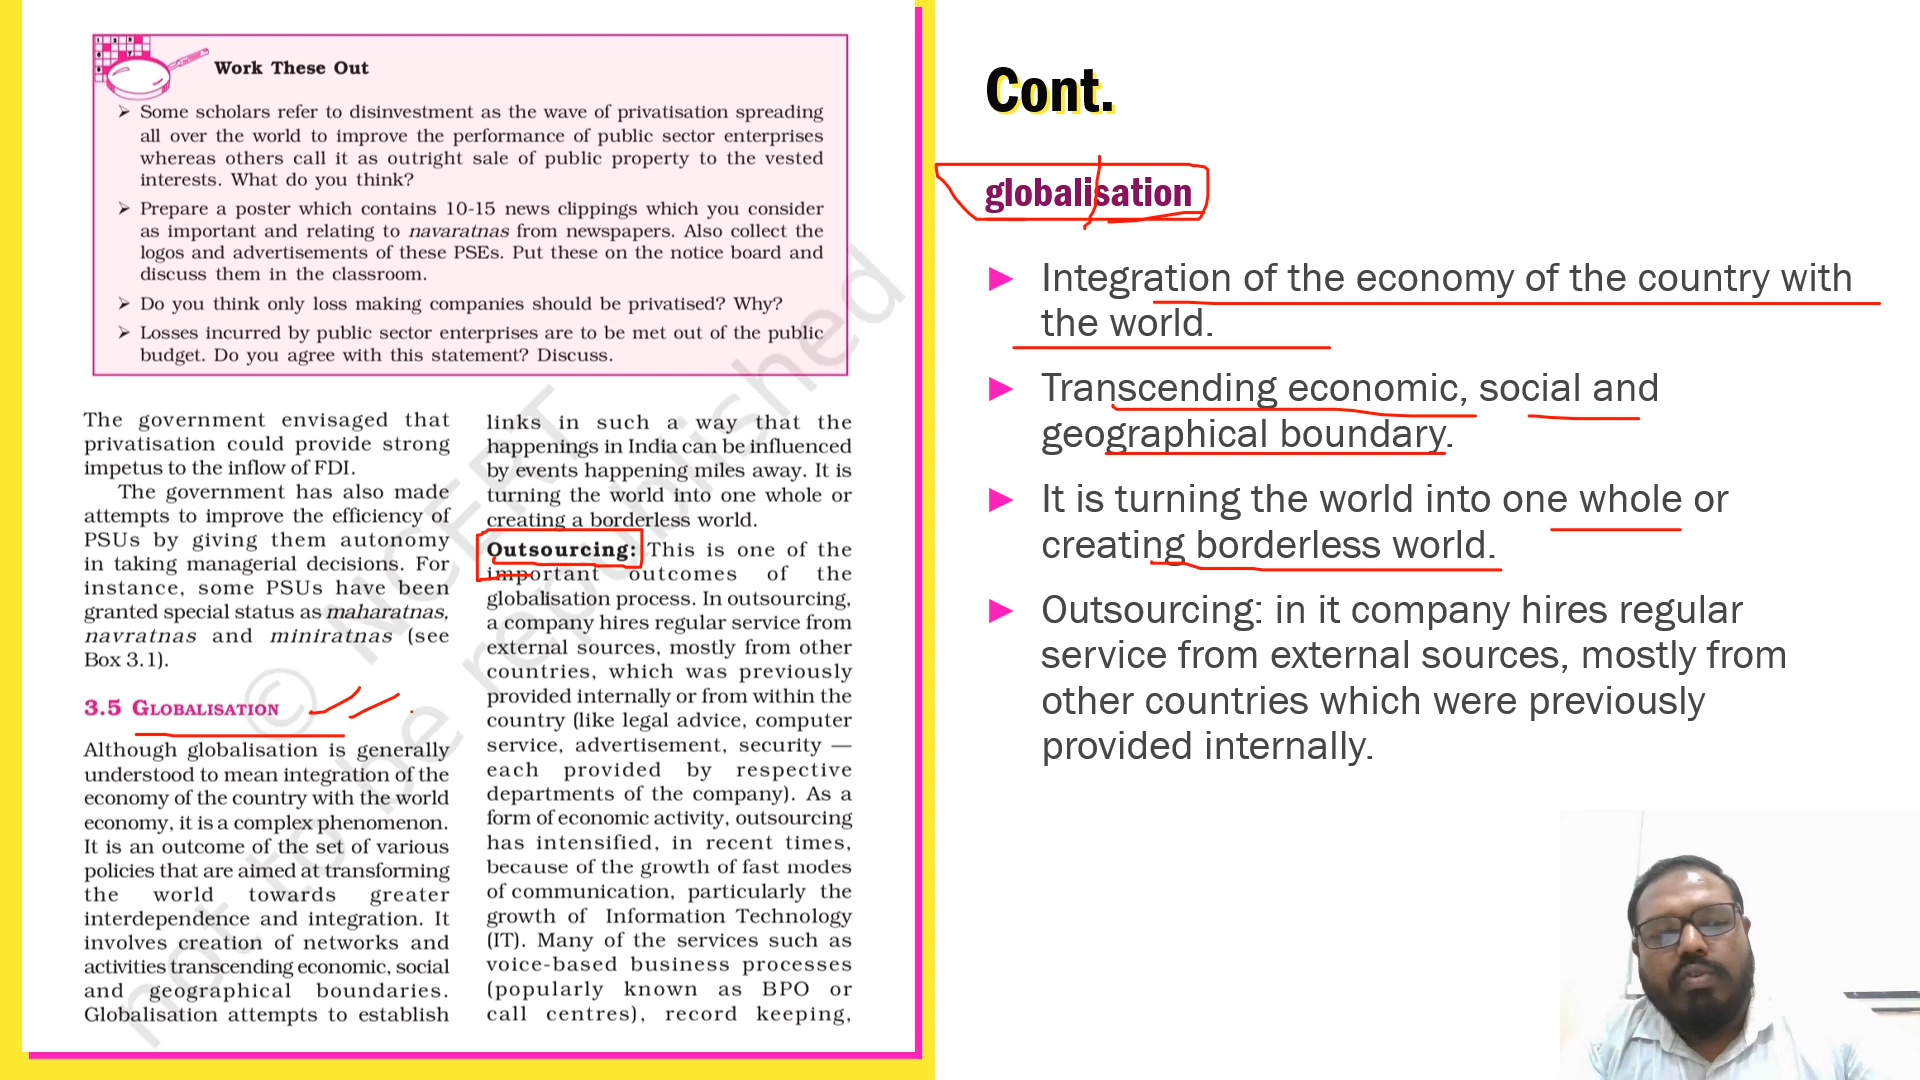 Work These Out
➢ Some scholars refer to disinvestment as the wave of privatisation spreading
all over the world to improve the performance of public sector enterprises
whereas others call it as outright sale of public property to the vested
interests. What do you think?
➢ Prepare a poster which contains 10-15 news clippings which you consider
as important and relating to navaratnas from newspapers. Also collect the
logos and advertisements of these PSEs. Put these on the notice board and
discuss them in the classroom.
➢ Do you think only loss making companies should be privatised? Why?
➢ Losses incurred by public sector enterprises are to be met out of the public
budget. Do you agree with this statement? Discuss.
The government envisaged that
privatisation could provide strong
impetus to the inflow of FDI.
The government has also made
attempts to improve the efficiency of
PSUs by giving them autonomy
in taking managerial decisions. For
instance, some PSUs have been
granted special status as maharatnas,
navratnas and miniratnas (see
Box 3.1).
3.5 GLOBALISATION
Although globalisation is generally
understood to mean integration of the
economy of the country with the world
economy, it is a complex phenomenon.
It is an outcome of the set of various
policies that are aimed at transforming
the world towards greater
interdependence and integration. It
involves creation of networks and
activities transcending economic, social
and geographical boundaries.
Globalisation attempts to establish
links in such a way that the
happenings in India can be influenced
by events happening miles away. It is
turning the world into one whole or
creating a borderless world.
Outsourcing: This is one of the
important outcomes of the
globalisation process. In outsourcing,
a company hires regular service from
external sources, mostly from other
countries, which was previously
provided internally or from within the
country (like legal advice, computer
service, advertisement, security —
each provided by respective
departments of the company). As a
form of economic activity, outsourcing
has intensified, in recent times,
because of the growth of fast modes
of communication, particularly the
growth of Information Technology
(IT). Many of the services such as
voice-based business processes
(popularly known as BPO or
call centres), record keeping,
© NCERT
not to be republished
Cont.
globalisation
Integration of the economy of the country with
the world.
Transcending economic, social and
geographical boundary.
It is turning the world into one whole or
creating borderless world.
Outsourcing: in it company hires regular
service from external sources, mostly from
other countries which were previously
provided internally.